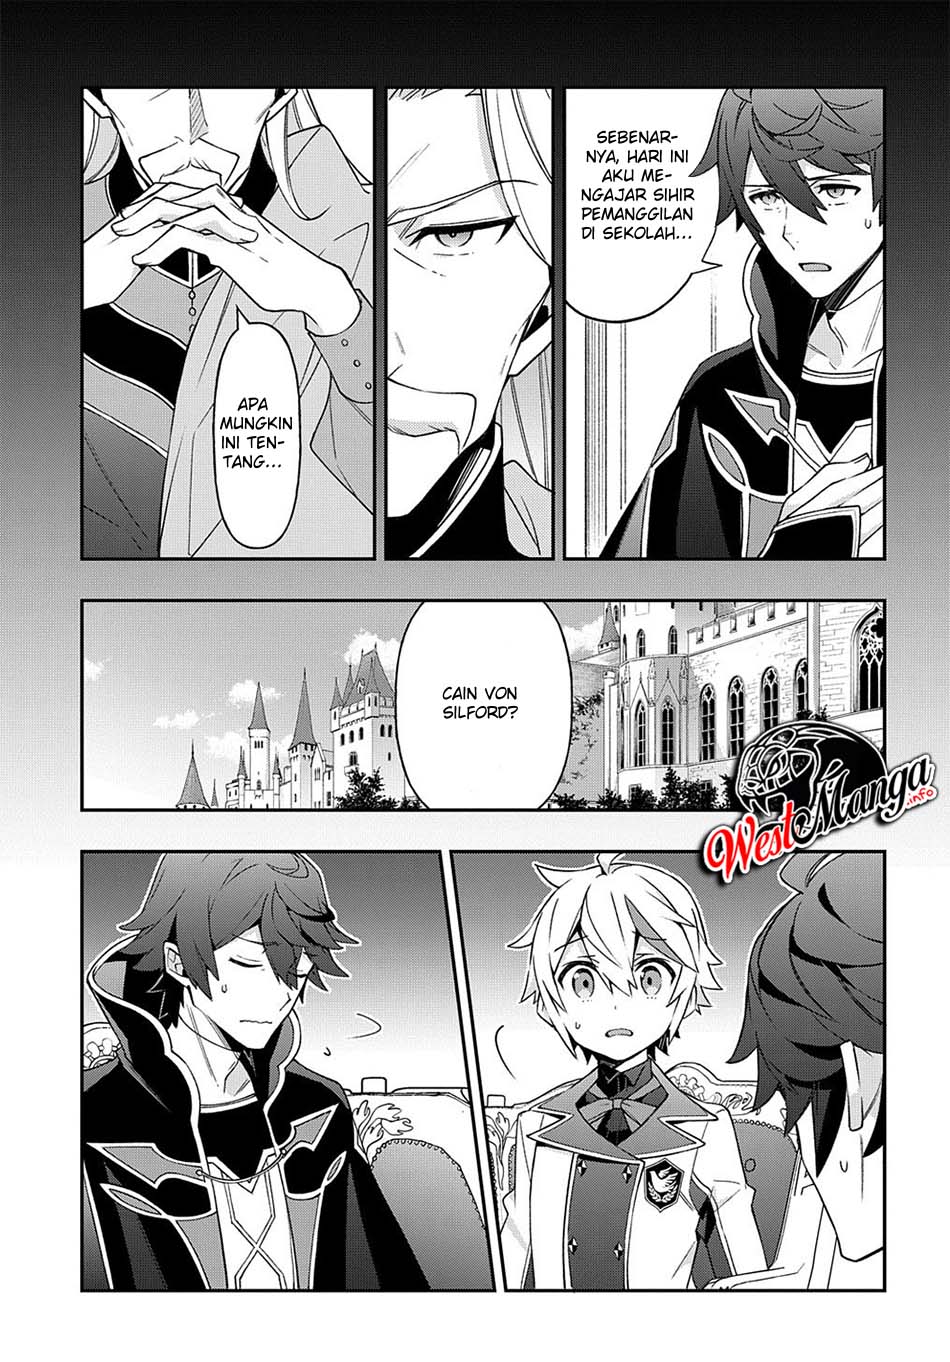 SEBENAR-
NYA, HARI INI
AKU ME-
NGAJAR SIHIR
PEMANGGILAN
DI SEKOLAH...
APA
MUNGKIN
INI TEN-
TANG...
CAIN VON
SILFORD?
WestManga
.info